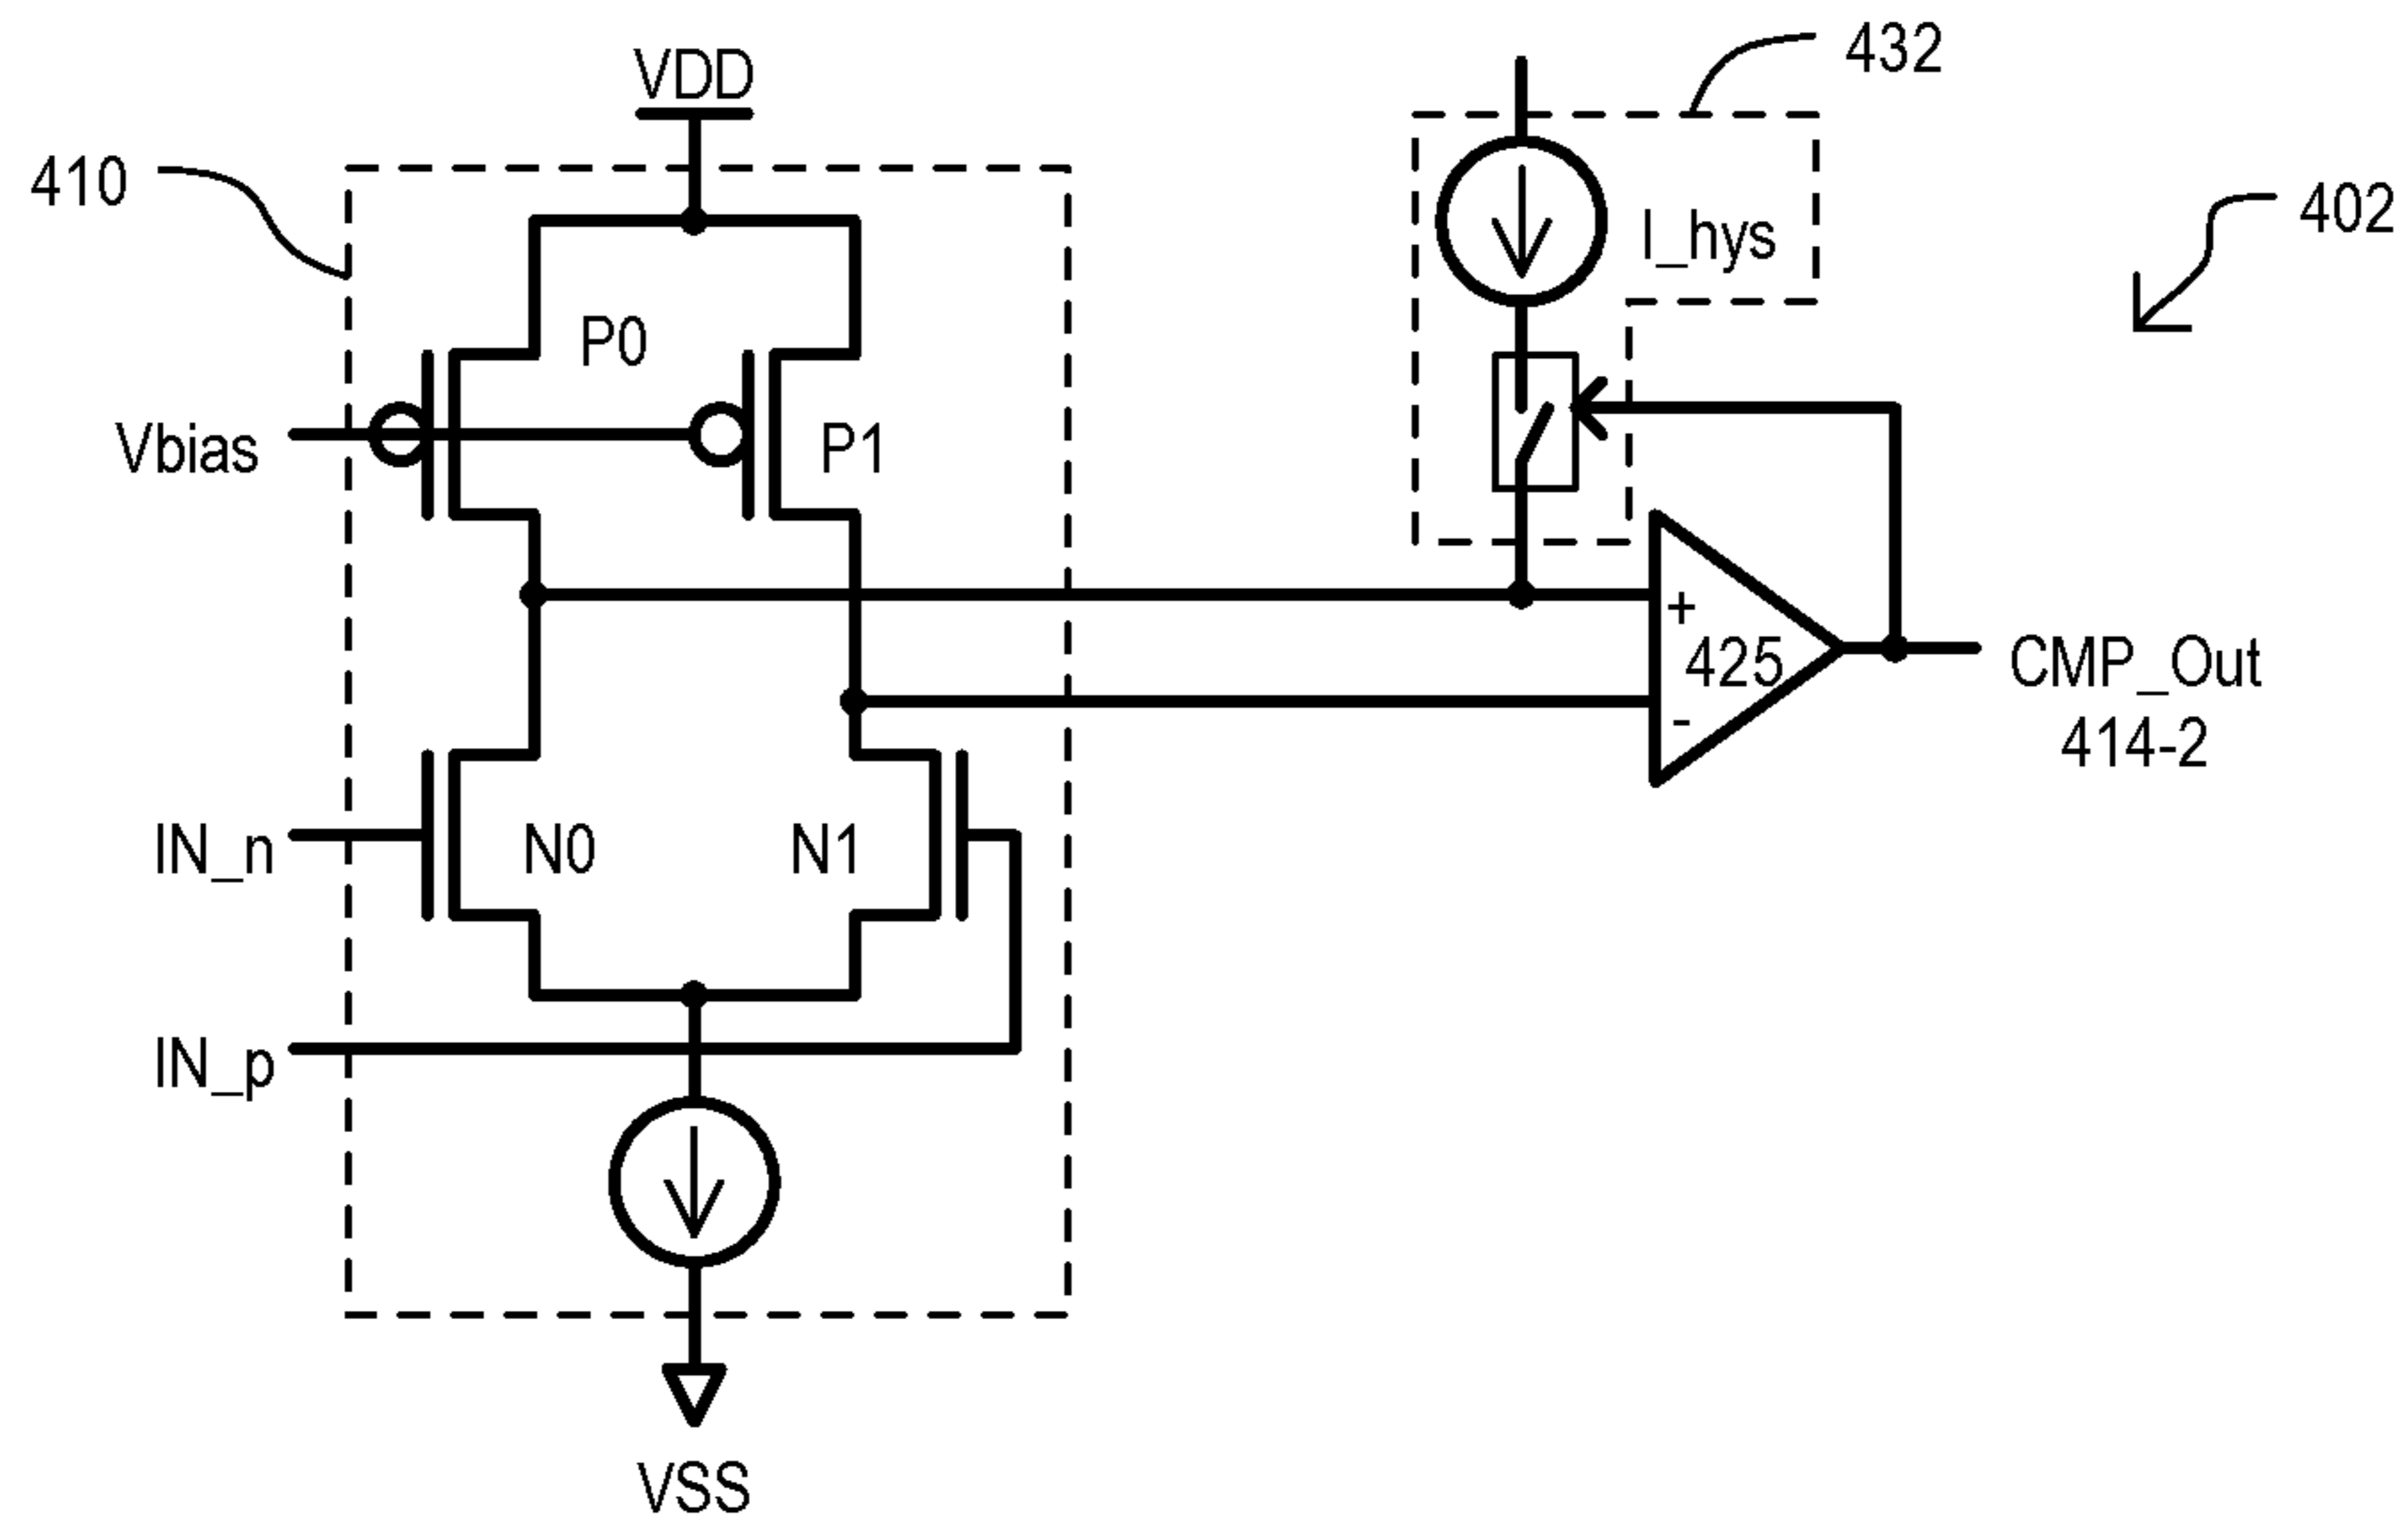 VDD
432
410
402
I_hys
P0
Vbias
P1
+
425
-
CMP_Out
414-2
IN_n
N0
N1
IN_p
VSS